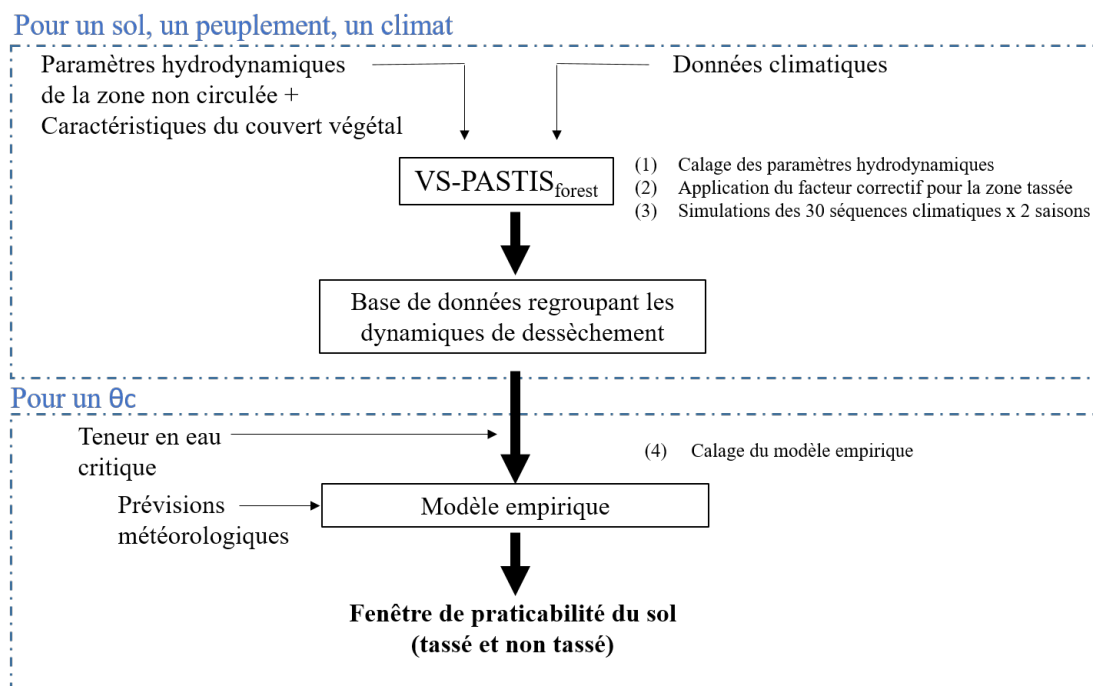 Pour un sol, un peuplement, un climat
Paramètres hydrodynamiques
de la zone non circulée +
Caractéristiques du couvert végétal
Données climatiques
VS-PASTISforest
(1) Calage des paramètres hydrodynamiques
(2) Application du facteur correctif pour la zone tassée
(3) Simulations des 30 séquences climatiques x 2 saisons
Base de données regroupant les
dynamiques de dessèchement
Pour un θc
Teneur en eau
critique
(4) Calage du modèle empirique
Prévisions
météorologiques
Modèle empirique
Fenêtre de praticabilité du sol
(tassé et non tassé)